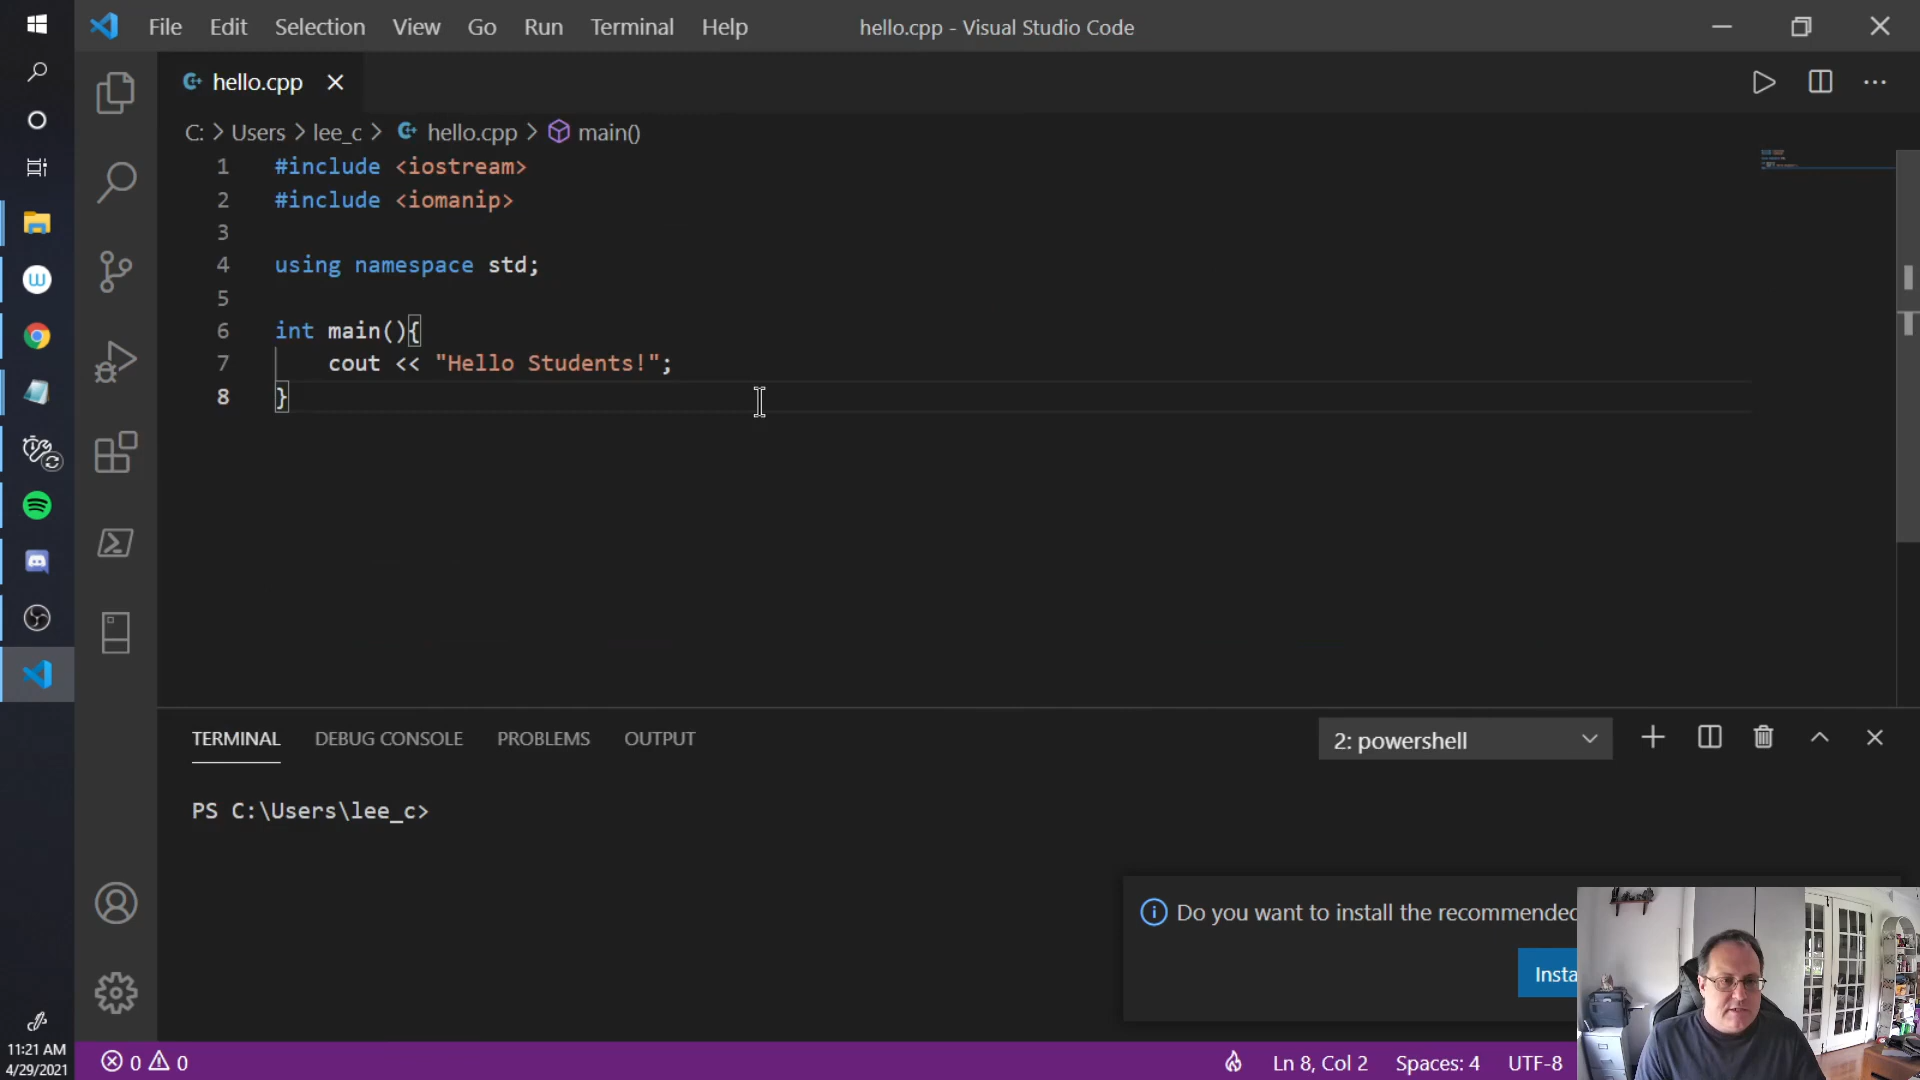 File Edit Selection View Go Run Terminal Help hello.cpp - Visual Studio Code
hello.cpp
C: > Users > lee_c > hello.cpp > main()
1 #include <iostream>
2 #include <iomanip>
3
4 using namespace std;
5
6 int main(){
7 cout << "Hello Students!";
8 }
TERMINAL DEBUG CONSOLE PROBLEMS OUTPUT 2: powershell
PS C:\Users\lee_c>
Do you want to install the recommended
Insta
11:21 AM
4/29/2021
0 0 Ln 8, Col 2 Spaces: 4 UTF-8